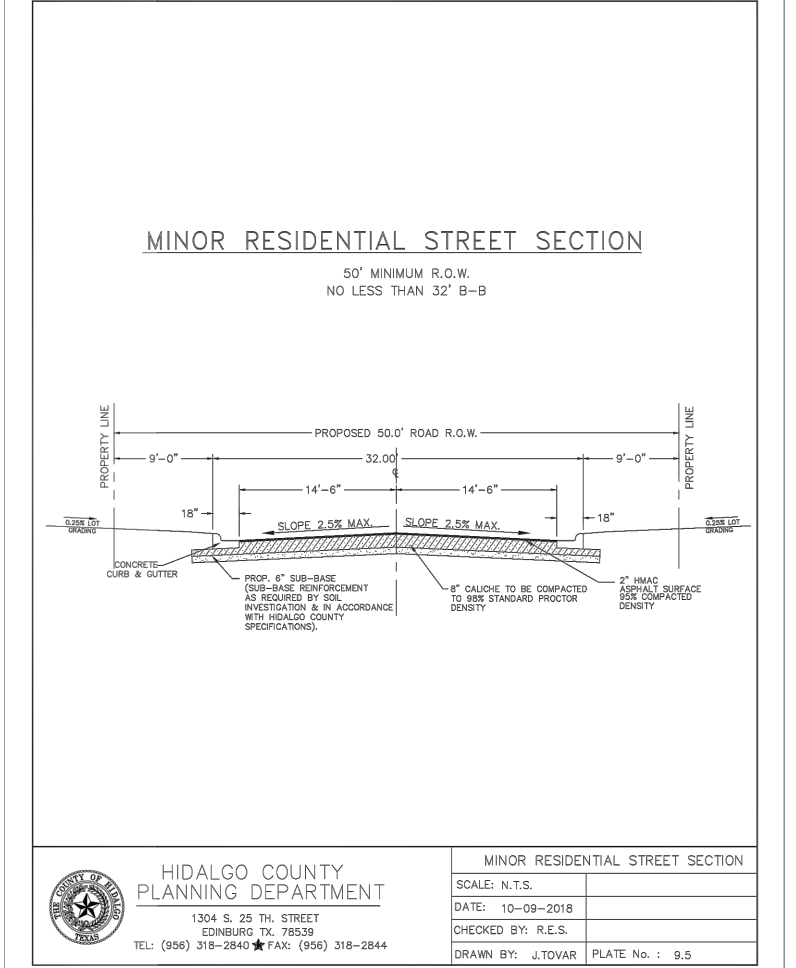 MINOR RESIDENTIAL STREET SECTION
50' MINIMUM R.O.W.
NO LESS THAN 32' B-B
PROPERTY LINE
PROPERTY LINE
PROPOSED 50.0' ROAD R.O.W.
9'-0"
32.00'
9'-0"
℄
14'-6"
14'-6"
18"
18"
0.25% LOT
GRADING
SLOPE 2.5% MAX.
SLOPE 2.5% MAX.
0.25% LOT
GRADING
CONCRETE
CURB & GUTTER
PROP. 6" SUB-BASE
(SUB-BASE REINFORCEMENT
AS REQUIRED BY SOIL
INVESTIGATION & IN ACCORDANCE
WITH HIDALGO COUNTY
SPECIFICATIONS).
8" CALICHE TO BE COMPACTED
TO 98% STANDARD PROCTOR
DENSITY
2" HMAC
ASPHALT SURFACE
95% COMPACTED
DENSITY
THE COUNTY OF HIDALGO
TEXAS
HIDALGO COUNTY
PLANNING DEPARTMENT
1304 S. 25 TH. STREET
EDINBURG TX. 78539
TEL: (956) 318-2840 ★ FAX: (956) 318-2844
MINOR RESIDENTIAL STREET SECTION
SCALE: N.T.S.
DATE: 10-09-2018
CHECKED BY: R.E.S.
DRAWN BY: J.TOVAR
PLATE No. : 9.5